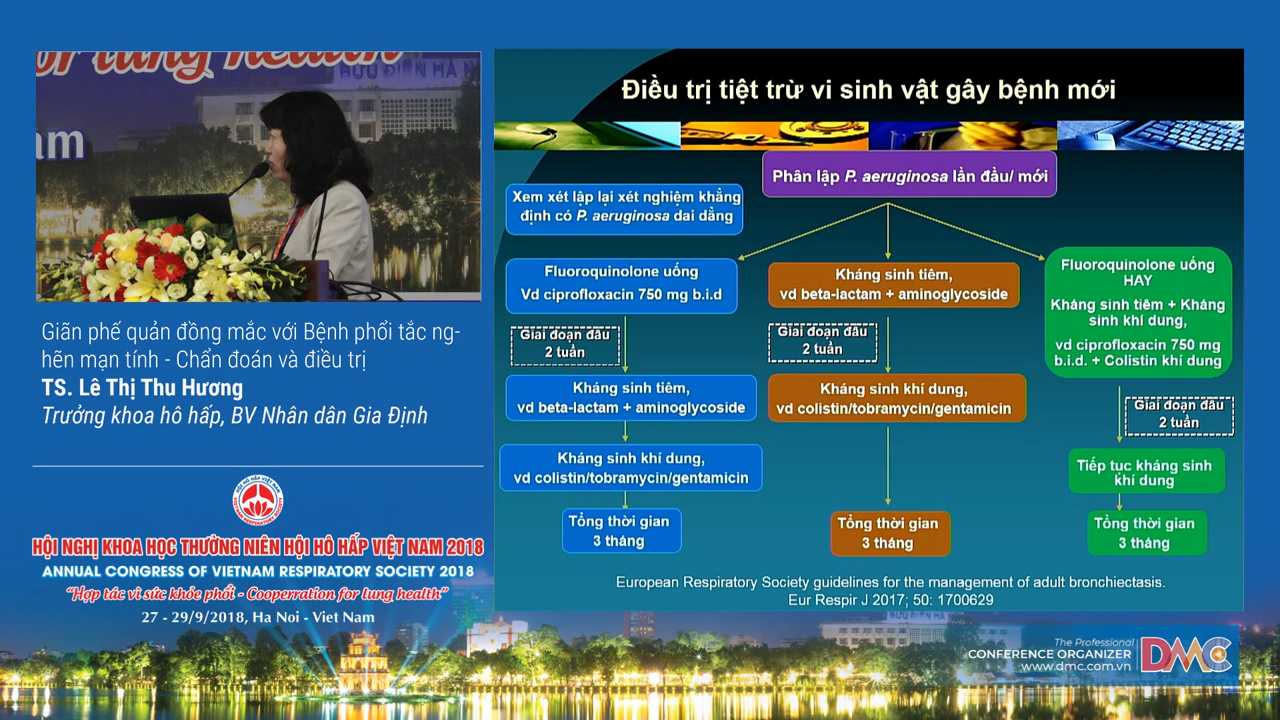 or lung health
BƯU ĐIỆN HÀ N
am
Giãn phế quản đồng mắc với Bệnh phổi tắc ng-
hẽn mạn tính - Chẩn đoán và điều trị
TS. Lê Thị Thu Hương
Trưởng khoa hô hấp, BV Nhân dân Gia Định
HỘI NGHỊ KHOA HỌC THƯỜNG NIÊN HỘI HÔ HẤP VIỆT NAM 2018
ANNUAL CONGRESS OF VIETNAM RESPIRATORY SOCIETY 2018
“Hợp tác vì sức khỏe phổi - Cooperration for lung health”
27 - 29/9/2018, Ha Noi - Viet Nam
Điều trị tiệt trừ vi sinh vật gây bệnh mới
Phân lập P. aeruginosa lần đầu/ mới
Xem xét lập lại xét nghiệm khẳng
định có P. aeruginosa dai dẳng
Fluoroquinolone uống
Vd ciprofloxacin 750 mg b.i.d
Giai đoạn đầu
2 tuần
Kháng sinh tiêm,
vd beta-lactam + aminoglycoside
Kháng sinh khí dung,
vd colistin/tobramycin/gentamicin
Tổng thời gian
3 tháng
Kháng sinh tiêm,
vd beta-lactam + aminoglycoside
Giai đoạn đầu
2 tuần
Kháng sinh khí dung,
vd colistin/tobramycin/gentamicin
Tổng thời gian
3 tháng
Fluoroquinolone uống
HAY
Kháng sinh tiêm + Kháng
sinh khí dung,
vd ciprofloxacin 750 mg
b.i.d. + Colistin khí dung
Giai đoạn đầu
2 tuần
Tiếp tục kháng sinh
khí dung
Tổng thời gian
3 tháng
European Respiratory Society guidelines for the management of adult bronchiectasis.
Eur Respir J 2017; 50: 1700629
The Professional
CONFERENCE ORGANIZER
www.dmc.com.vn
DMC